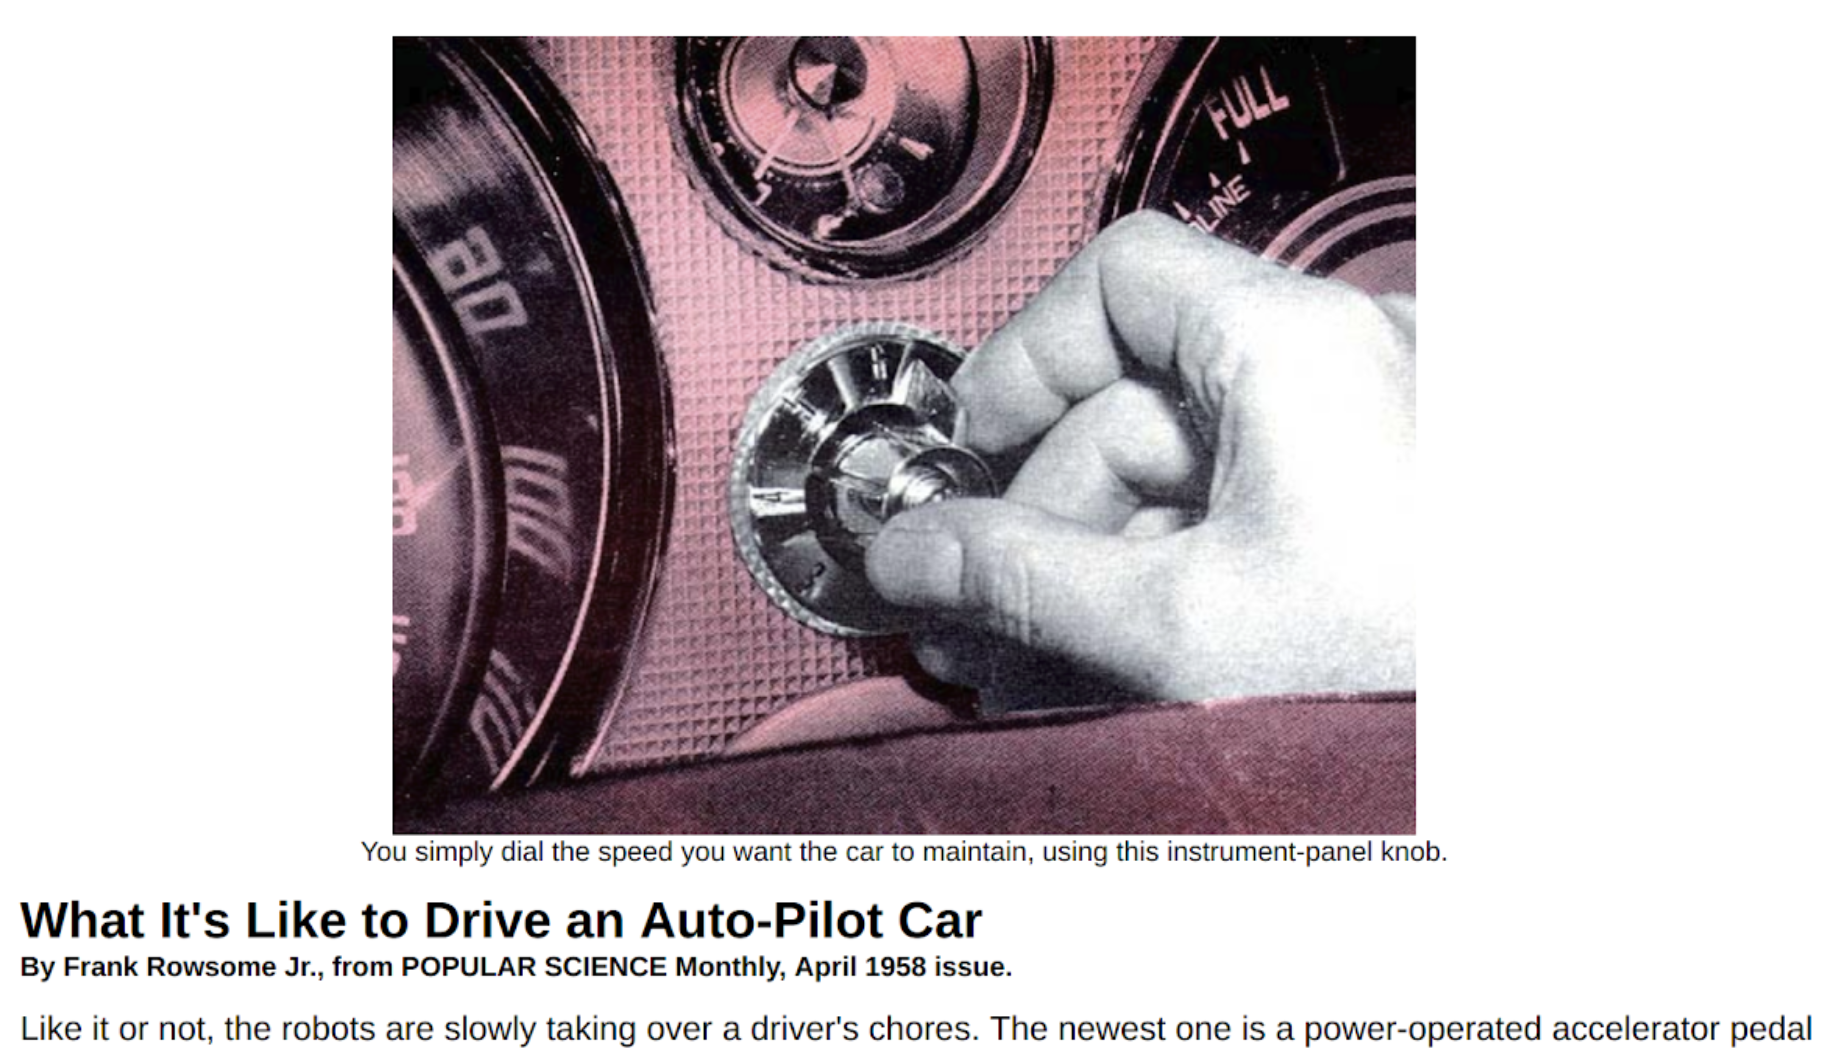 FULL
LINE
80
100
You simply dial the speed you want the car to maintain, using this instrument-panel knob.
What It's Like to Drive an Auto-Pilot Car
By Frank Rowsome Jr., from POPULAR SCIENCE Monthly, April 1958 issue.
Like it or not, the robots are slowly taking over a driver's chores. The newest one is a power-operated accelerator pedal